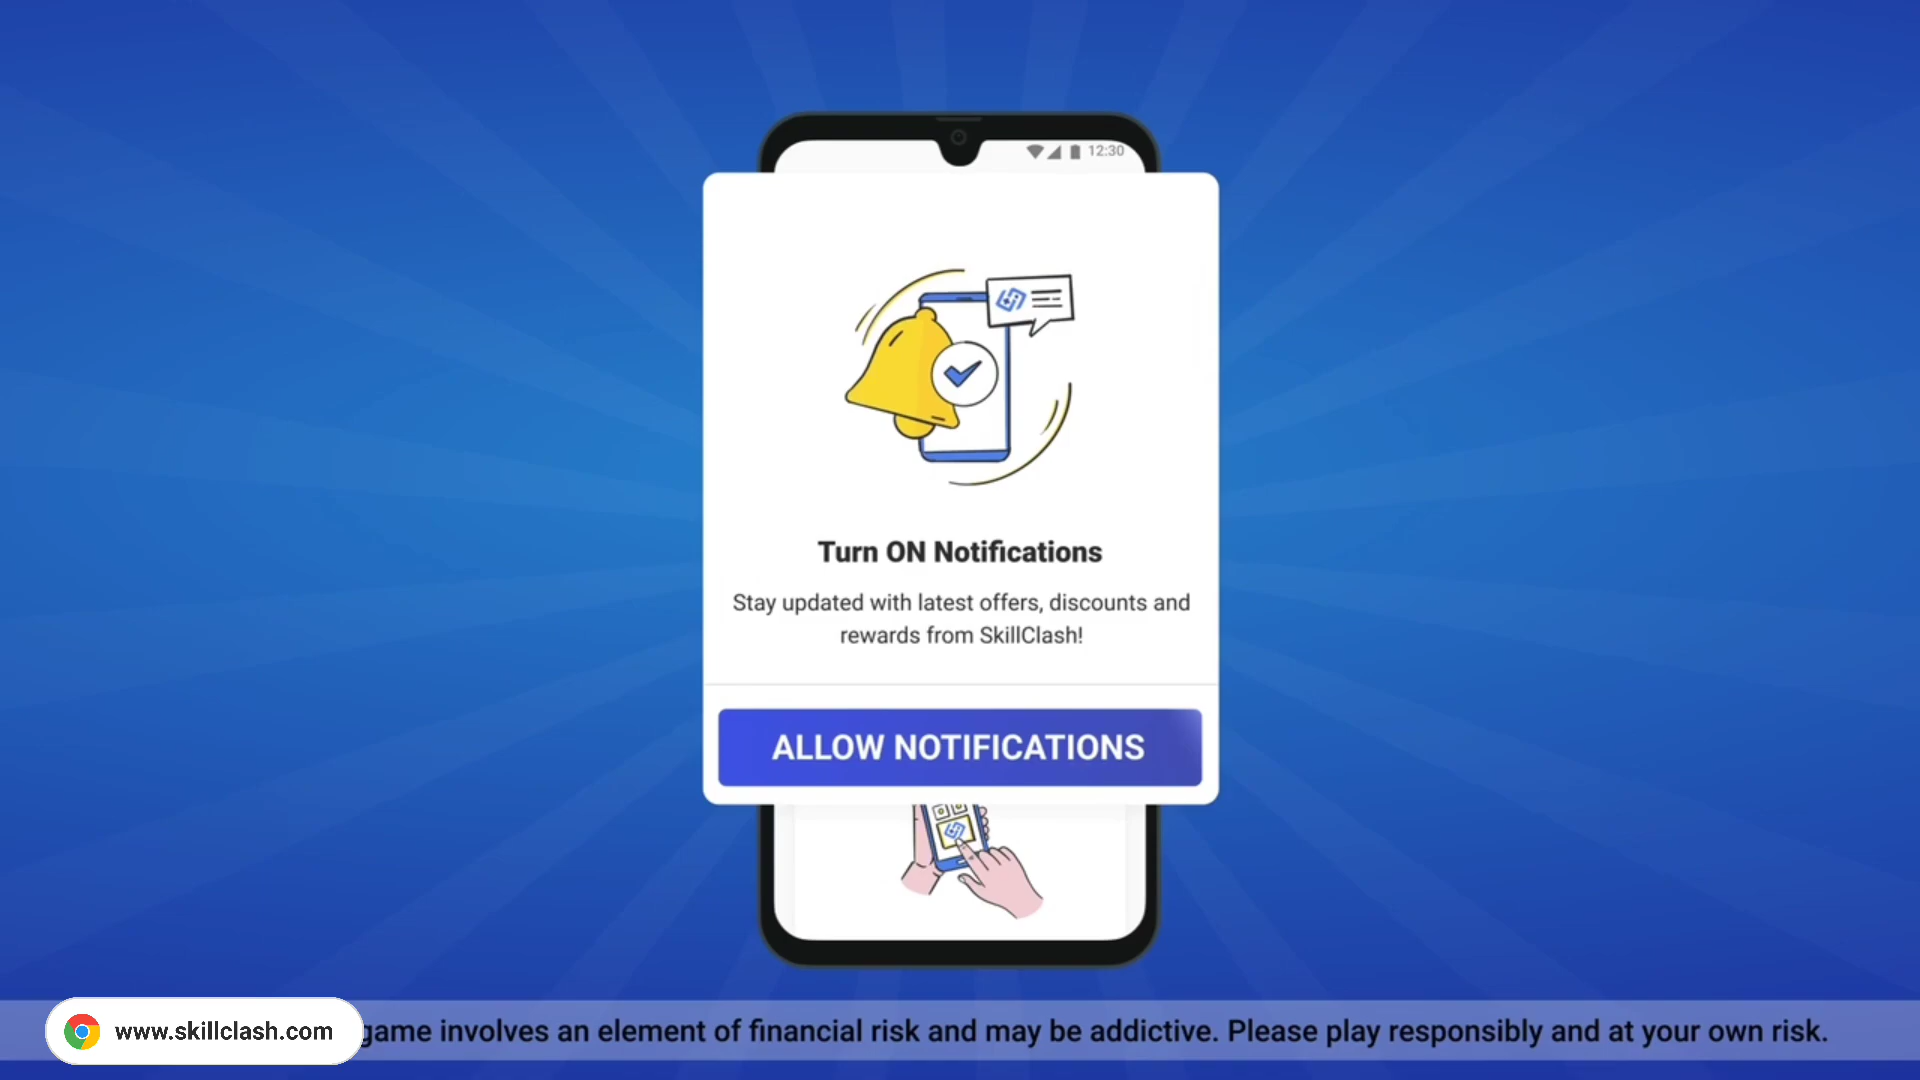 12:30
Turn ON Notifications
Stay updated with latest offers, discounts and
rewards from SkillClash!
ALLOW NOTIFICATIONS
www.skillclash.com
game involves an element of financial risk and may be addictive. Please play responsibly and at your own risk.